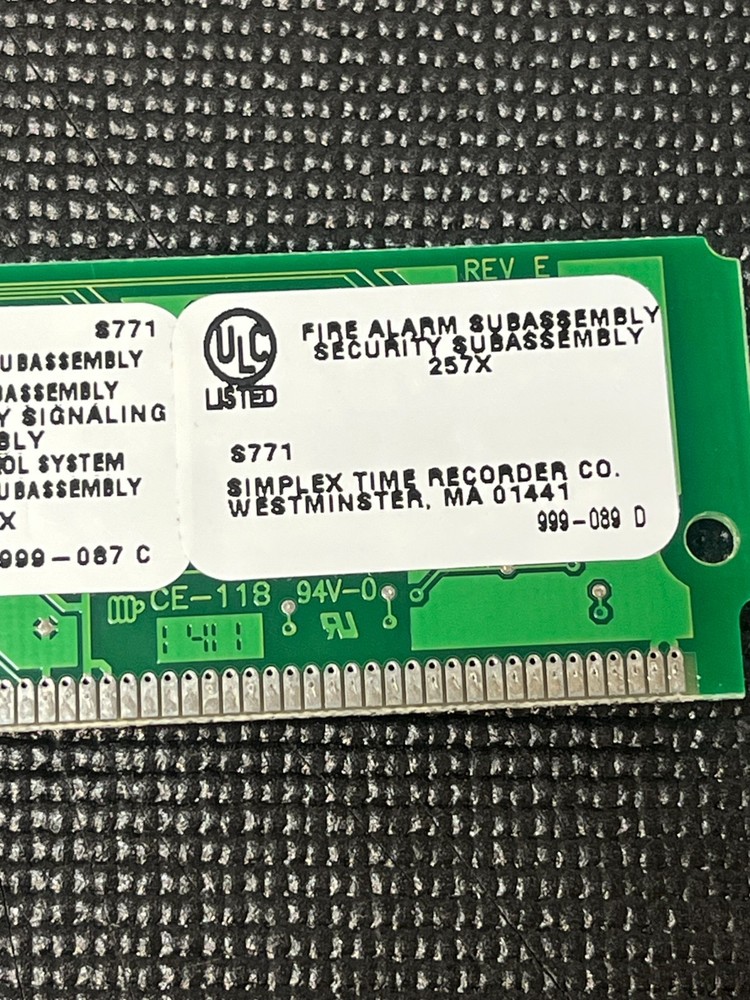 REV E
S771
UBASSEMBLY
ASSEMBLY
Y SIGNALING
BLY
OL SYSTEM
UBASSEMBLY
X
999-087 C
ULC
LISTED
FIRE ALARM SUBASSEMBLY
SECURITY SUBASSEMBLY
257X
S771
SIMPLEX TIME RECORDER CO.
WESTMINSTER, MA 01441
999-089 D
CE-118 94V-0
1411